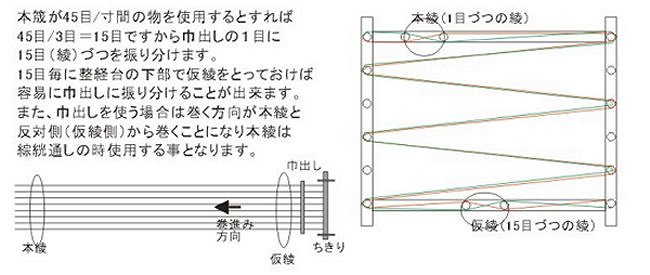 本筬が45目/寸間の物を使用するとすれば
45目/3目=15目ですから巾出しの1目に
15目(綾)づつを振り分けます。
15目毎に整経台の下部で仮綾をとっておけば
容易に巾出しに振り分けることが出来ます。
また、巾出しを使う場合は巻く方向が本綾と
反対側(仮綾側)から巻くことになり本綾は
綜絖通しの時使用する事となります。
本綾(1目づつの綾)
仮綾(15目づつの綾)
巾出し
巻進み
方向
本綾
仮綾
ちきり